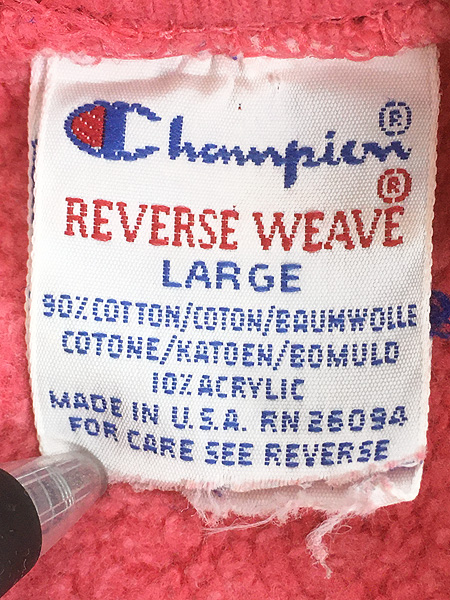 Champion ®
REVERSE WEAVE ®
LARGE
90% COTTON/COTON/BAUMWOLLE
COTONE/KATOEN/BOMULD
10% ACRYLIC
MADE IN U.S.A. RN 26094
FOR CARE SEE REVERSE